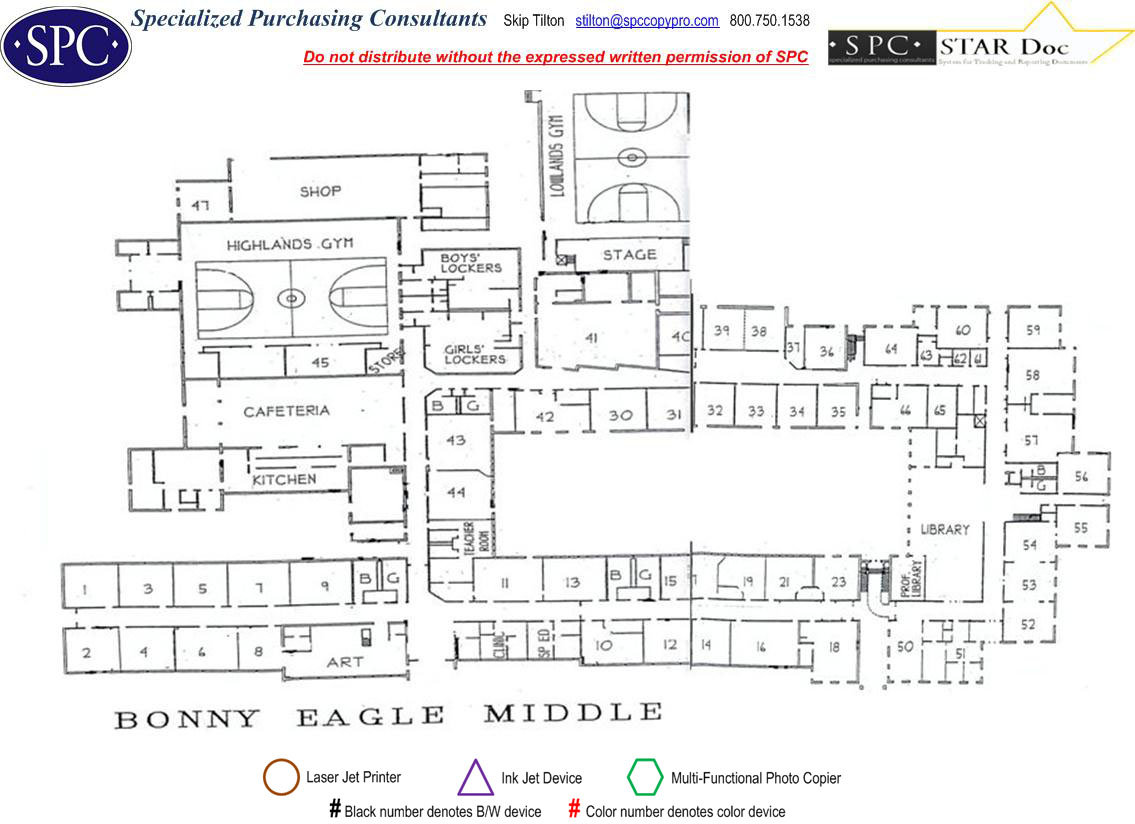 SPC
Specialized Purchasing Consultants Skip Tilton stilton@spccopypro.com 800.750.1538
Do not distribute without the expressed written permission of SPC
· S P C · STAR Doc
specialized purchasing consultants System for Tracking and Reporting Documents
LOWLANDS GYM
SHOP
47
HIGHLANDS GYM
BOYS'
LOCKERS
STAGE
39 38 37 36 64 63 60 62 61 59
41 40
GIRLS'
LOCKERS
45 STORE
58
CAFETERIA
B G 42 30 31 32 33 34 35 66 65
43
57
KITCHEN
B
G
56
44
TEACHER
ROOM
LIBRARY
55
54
1 3 5 7 9 B G 11 13 B G 15 19 21 23
PROF.
LIBRARY
53
52
2 4 6 8 ART CLINIC SP ED 10 12 14 16 18 50 51
BONNY EAGLE MIDDLE
Laser Jet Printer Ink Jet Device Multi-Functional Photo Copier
# Black number denotes B/W device # Color number denotes color device